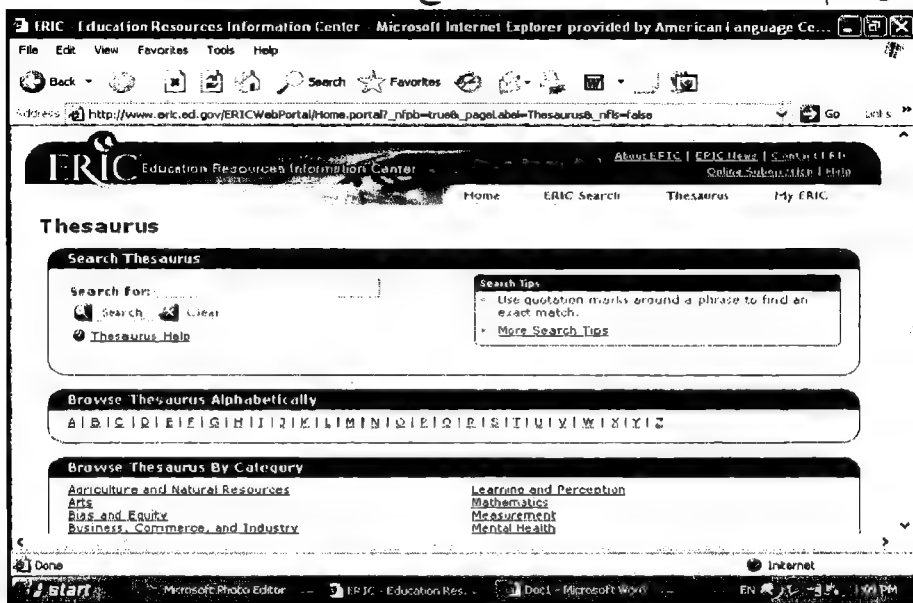 ERIC - Education Resources Information Center - Microsoft Internet Explorer provided by American Language Ce...
File Edit View Favorites Tools Help
Back Search Favorites
Address http://www.eric.ed.gov/ERICWebPortal/Home.portal?_nfpb=true&_pageLabel=Thesaurus&_nfls=false Go Links »
ERIC Education Resources Information Center
About ERIC | ERIC News | Contact ERIC
Online Submission | Help
Home ERIC Search Thesaurus My ERIC
Thesaurus
Search Thesaurus
Search For:
Search Clear
Thesaurus Help
Search Tips
Use quotation marks around a phrase to find an
exact match.
More Search Tips
Browse Thesaurus Alphabetically
A | B | C | D | E | F | G | H | I | J | K | L | M | N | O | P | Q | R | S | T | U | V | W | X | Y | Z
Browse Thesaurus By Category
Agriculture and Natural Resources
Arts
Bias and Equity
Business, Commerce, and Industry
Learning and Perception
Mathematics
Measurement
Mental Health
Done Internet
start Microsoft Photo Editor ERIC - Education Res... Doc1 - Microsoft Word EN PM